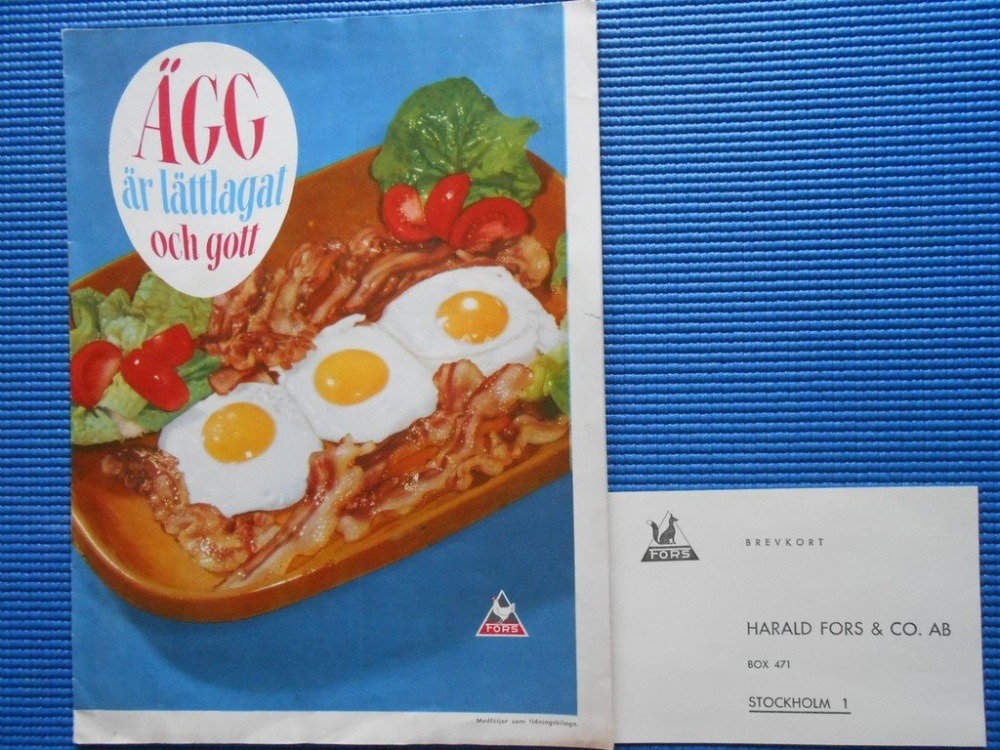 ÄGG
är lättlagat
och gott
FORS
Medföljer som tidningsbilaga
FORS
BREVKORT
HARALD FORS & CO. AB
BOX 471
STOCKHOLM 1